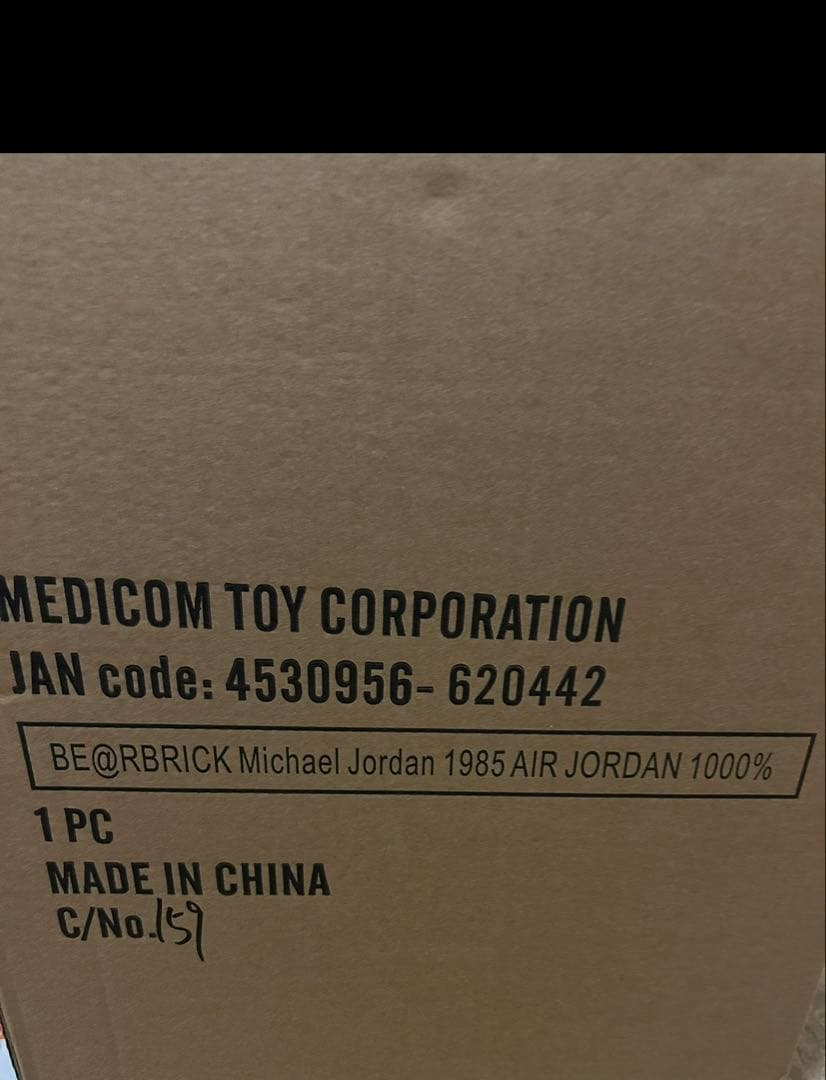 MEDICOM TOY CORPORATION
JAN code: 4530956- 620442
BE@RBRICK Michael Jordan 1985 AIR JORDAN 1000%
1 PC
MADE IN CHINA
C/No.159